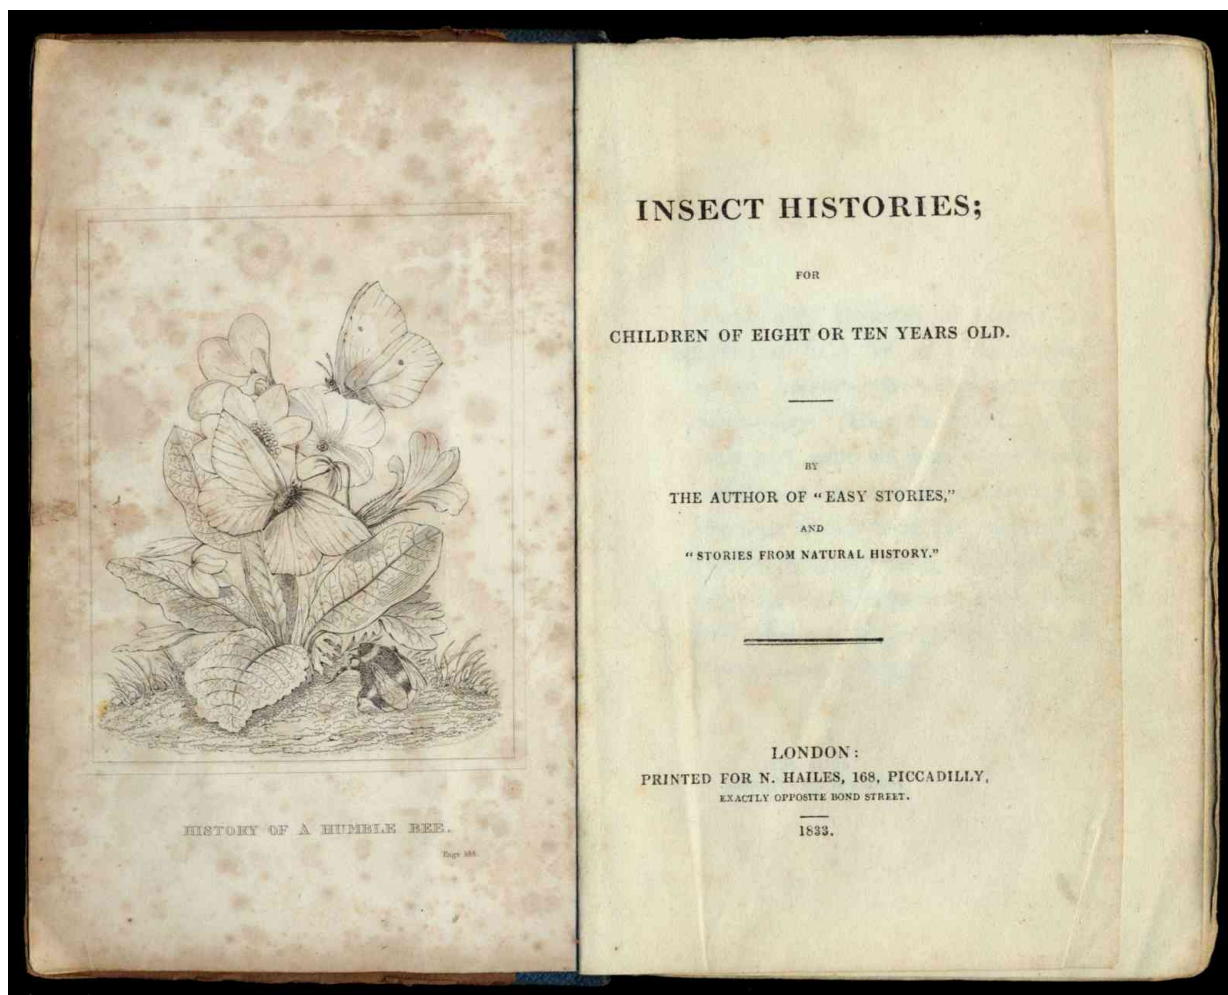 HISTORY OF A HUMBLE BEE.
Page
INSECT HISTORIES;
FOR
CHILDREN OF EIGHT OR TEN YEARS OLD.
BY
THE AUTHOR OF “EASY STORIES,”
AND
“STORIES FROM NATURAL HISTORY.”
LONDON:
PRINTED FOR N. HAILES, 168, PICCADILLY,
EXACTLY OPPOSITE BOND STREET.
1833.